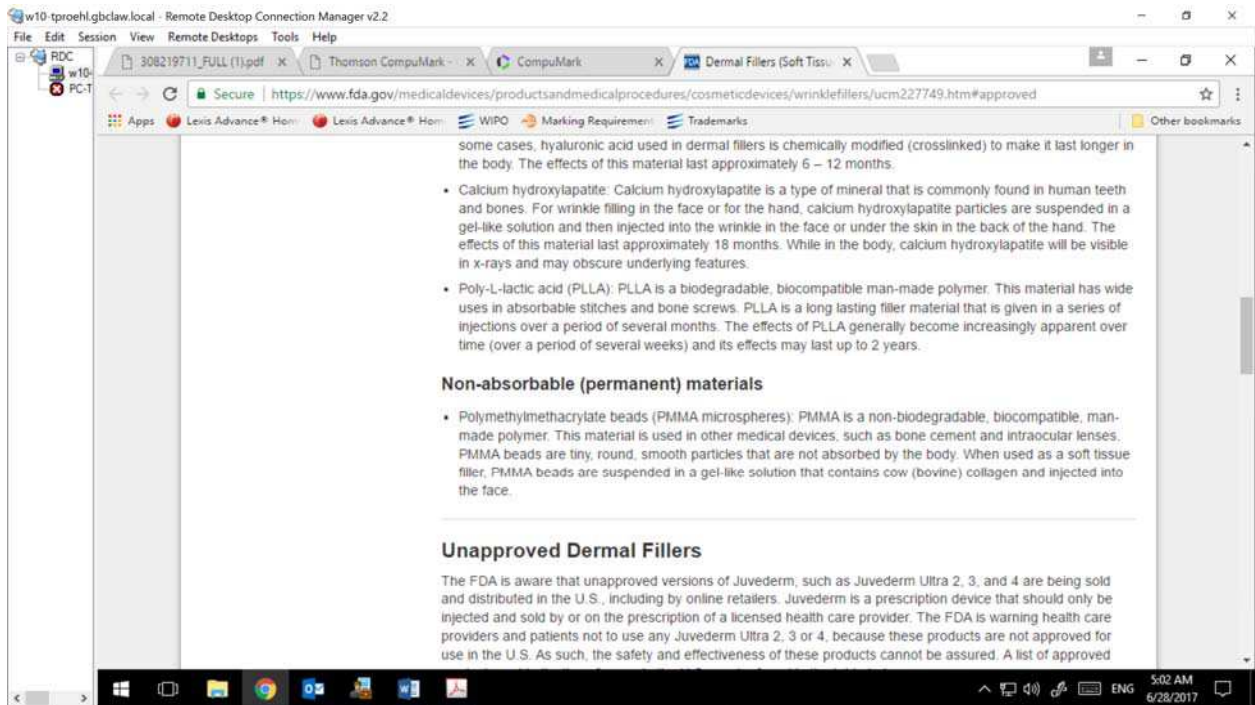 w10-tproehl.gbclaw.local - Remote Desktop Connection Manager v2.2
File Edit Session View Remote Desktops Tools Help
RDC
w10-
PC-T
308219711_FULL (1).pdf
Thomson CompuMark -
CompuMark
FDA Dermal Fillers (Soft Tissu
Secure | https://www.fda.gov/medicaldevices/productsandmedicalprocedures/cosmeticdevices/wrinklefillers/ucm227749.htm#approved
Apps Lexis Advance® Hom Lexis Advance® Hom WIPO Marking Requirement Trademarks Other bookmarks
some cases, hyaluronic acid used in dermal fillers is chemically modified (crosslinked) to make it last longer in
the body. The effects of this material last approximately 6 – 12 months.
• Calcium hydroxylapatite: Calcium hydroxylapatite is a type of mineral that is commonly found in human teeth
and bones. For wrinkle filling in the face or for the hand, calcium hydroxylapatite particles are suspended in a
gel-like solution and then injected into the wrinkle in the face or under the skin in the back of the hand. The
effects of this material last approximately 18 months. While in the body, calcium hydroxylapatite will be visible
in x-rays and may obscure underlying features.
• Poly-L-lactic acid (PLLA): PLLA is a biodegradable, biocompatible man-made polymer. This material has wide
uses in absorbable stitches and bone screws. PLLA is a long lasting filler material that is given in a series of
injections over a period of several months. The effects of PLLA generally become increasingly apparent over
time (over a period of several weeks) and its effects may last up to 2 years.
Non-absorbable (permanent) materials
• Polymethylmethacrylate beads (PMMA microspheres): PMMA is a non-biodegradable, biocompatible, man-
made polymer. This material is used in other medical devices, such as bone cement and intraocular lenses.
PMMA beads are tiny, round, smooth particles that are not absorbed by the body. When used as a soft tissue
filler, PMMA beads are suspended in a gel-like solution that contains cow (bovine) collagen and injected into
the face.
Unapproved Dermal Fillers
The FDA is aware that unapproved versions of Juvederm, such as Juvederm Ultra 2, 3, and 4 are being sold
and distributed in the U.S., including by online retailers. Juvederm is a prescription device that should only be
injected and sold by or on the prescription of a licensed health care provider. The FDA is warning health care
providers and patients not to use any Juvederm Ultra 2, 3 or 4, because these products are not approved for
use in the U.S. As such, the safety and effectiveness of these products cannot be assured. A list of approved
ENG
5:02 AM
6/28/2017